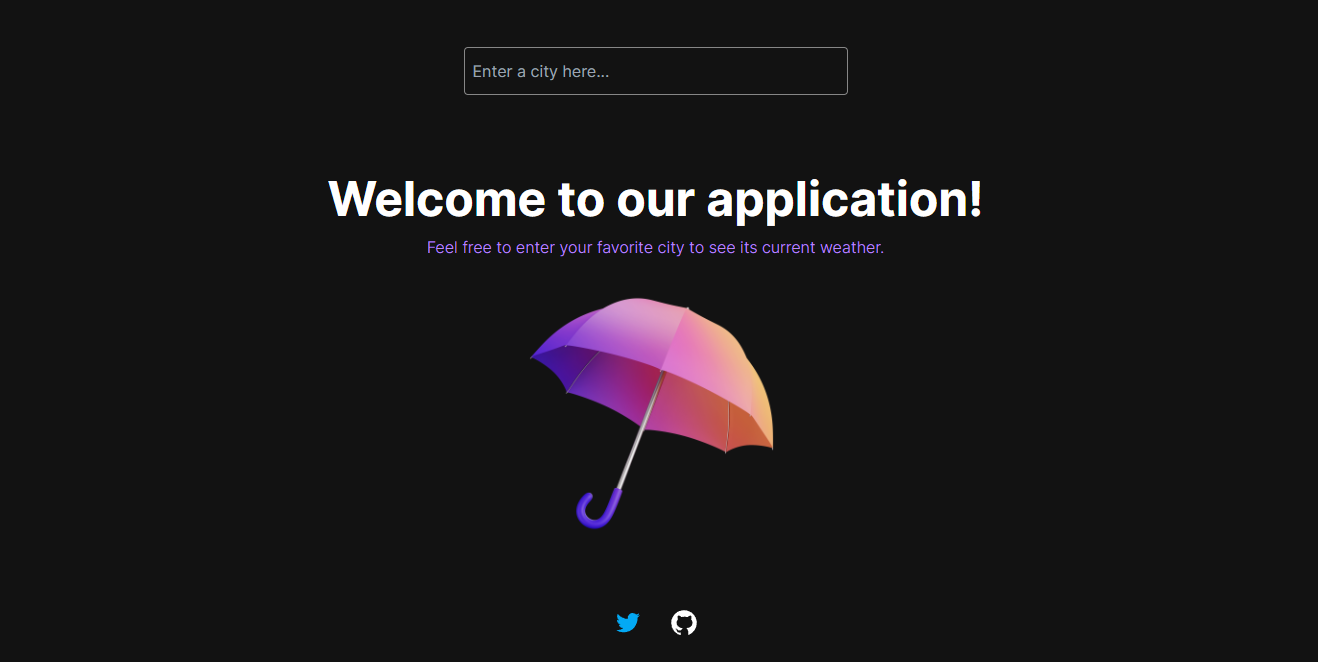 Enter a city here...
Welcome to our application!
Feel free to enter your favorite city to see its current weather.